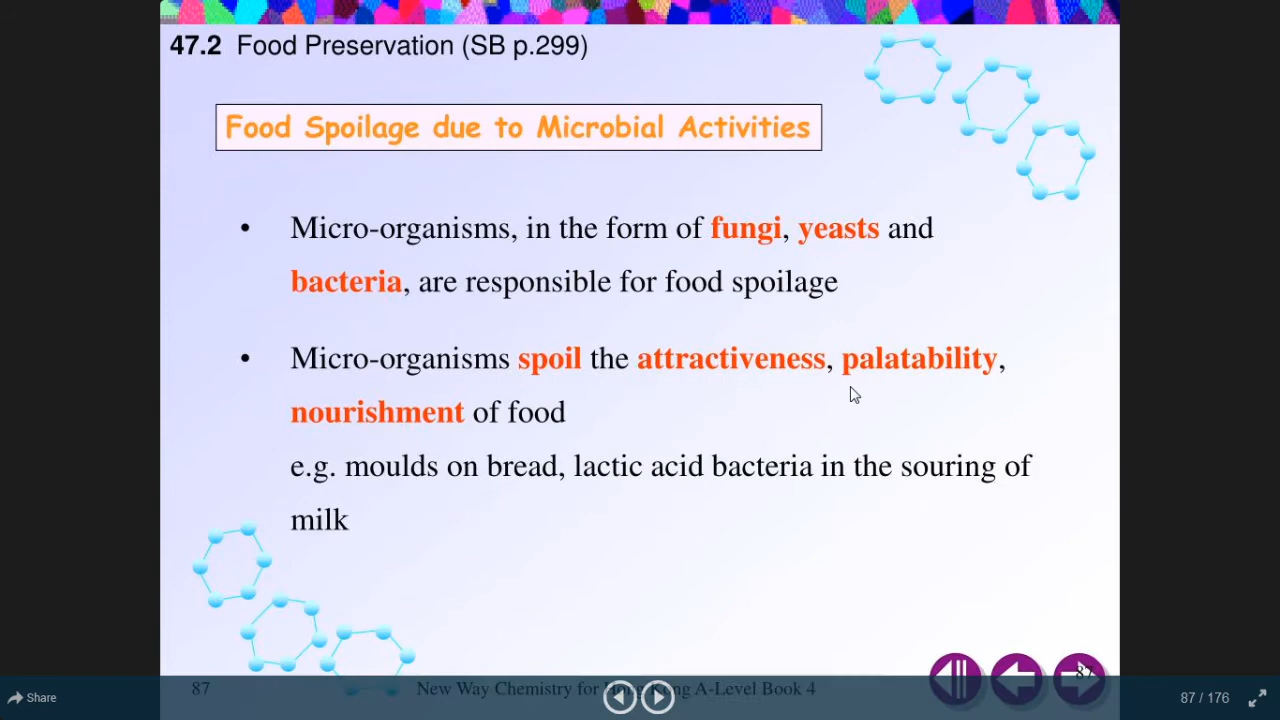 47.2 Food Preservation (SB p.299)
Food Spoilage due to Microbial Activities
• Micro-organisms, in the form of fungi, yeasts and
bacteria, are responsible for food spoilage
• Micro-organisms spoil the attractiveness, palatability,
nourishment of food
e.g. moulds on bread, lactic acid bacteria in the souring of
milk
87
87 New Way Chemistry for Hong Kong A-Level Book 4
Share 87 / 176